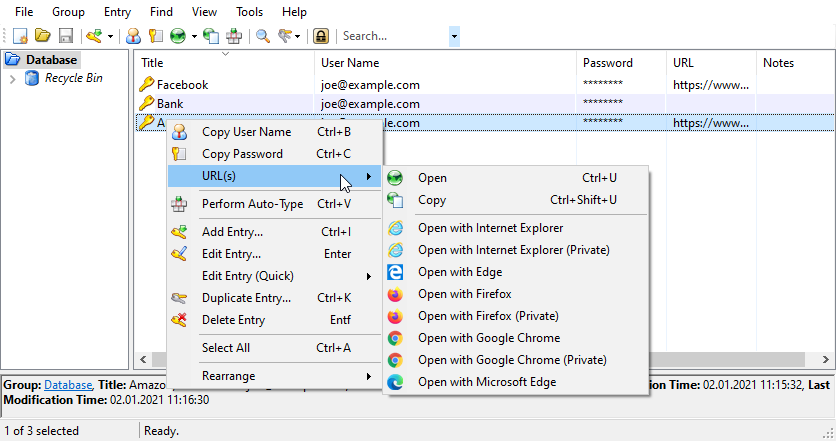 File Group Entry Find View Tools Help
Search...
Database
Recycle Bin
Title User Name Password URL Notes
Facebook joe@example.com ******** https://www...
Bank joe@example.com ********
******** https://www...
Copy User Name Ctrl+B
Copy Password Ctrl+C
URL(s)
Perform Auto-Type Ctrl+V
Add Entry... Ctrl+I
Edit Entry... Enter
Edit Entry (Quick)
Duplicate Entry... Ctrl+K
Delete Entry Entf
Select All Ctrl+A
Rearrange
Open Ctrl+U
Copy Ctrl+Shift+U
Open with Internet Explorer
Open with Internet Explorer (Private)
Open with Edge
Open with Firefox
Open with Firefox (Private)
Open with Google Chrome
Open with Google Chrome (Private)
Open with Microsoft Edge
Group: Database, Title: Amazo Time: 02.01.2021 11:15:32, Last
Modification Time: 02.01.2021 11:16:30
1 of 3 selected Ready.